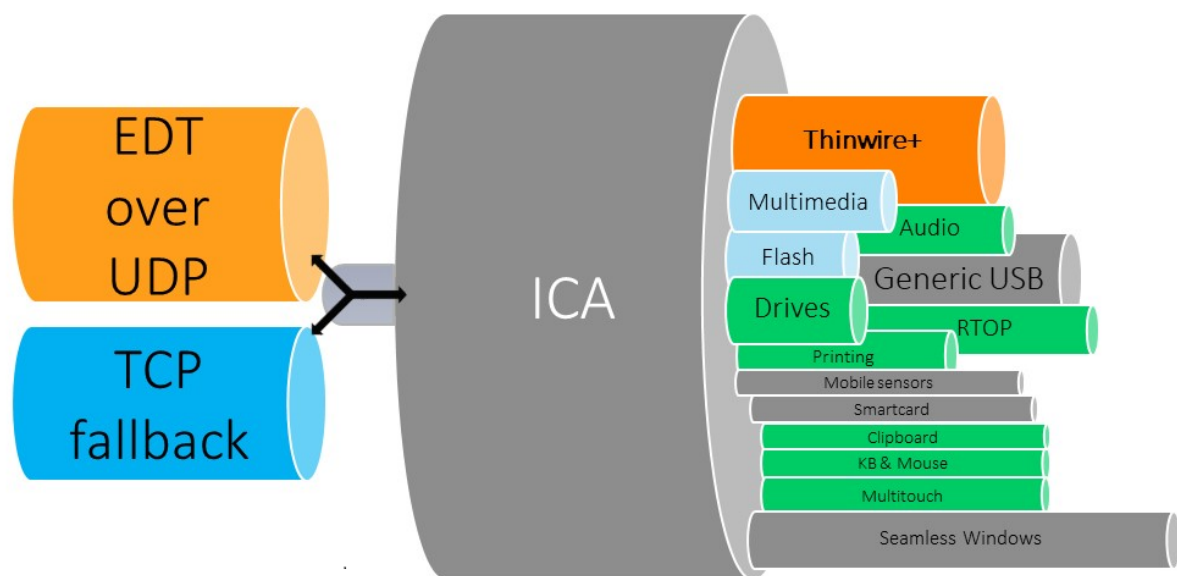 EDT
over
UDP
TCP
fallback
ICA
Thinwire+
Multimedia
Audio
Flash
Generic USB
Drives
RTOP
Printing
Mobile sensors
Smartcard
Clipboard
KB & Mouse
Multitouch
Seamless Windows